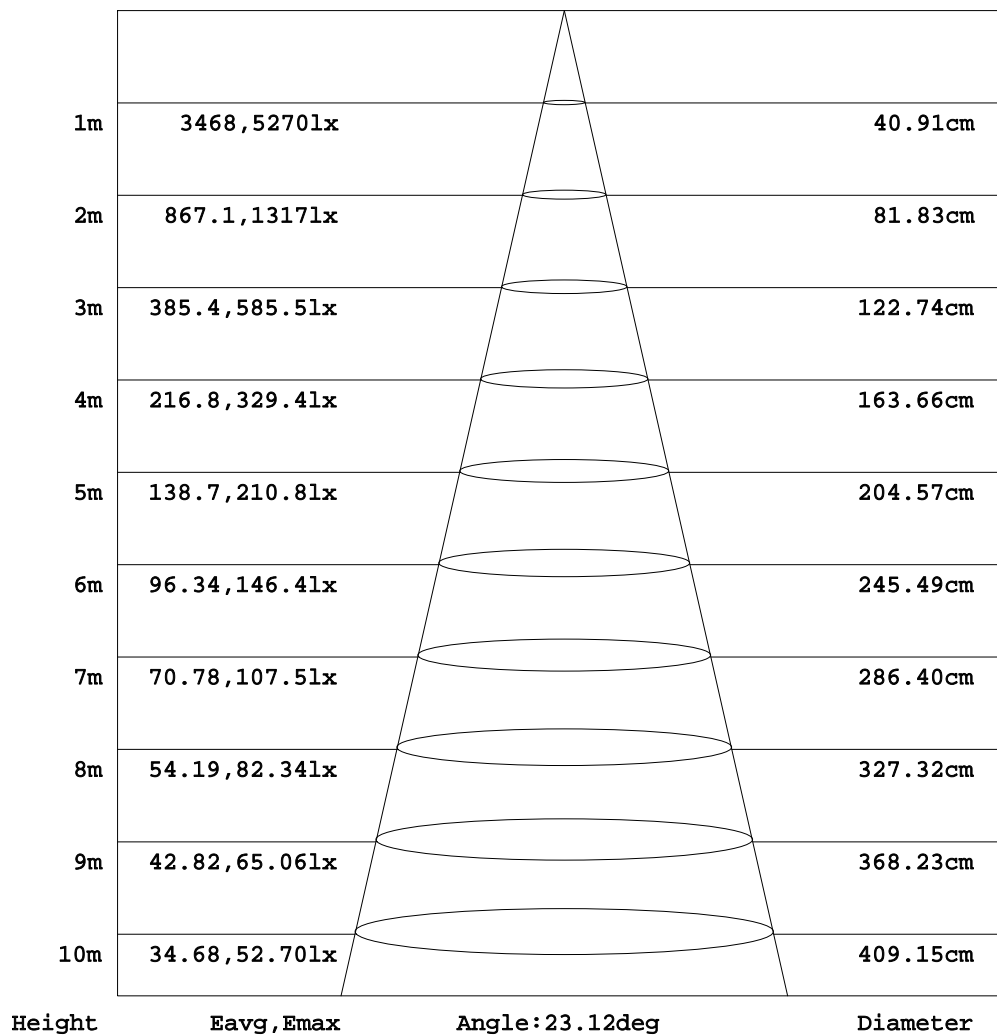 1m 3468,5270lx 40.91cm
2m 867.1,1317lx 81.83cm
3m 385.4,585.5lx 122.74cm
4m 216.8,329.4lx 163.66cm
5m 138.7,210.8lx 204.57cm
6m 96.34,146.4lx 245.49cm
7m 70.78,107.5lx 286.40cm
8m 54.19,82.34lx 327.32cm
9m 42.82,65.06lx 368.23cm
10m 34.68,52.70lx 409.15cm
Height Eavg,Emax Angle:23.12deg Diameter